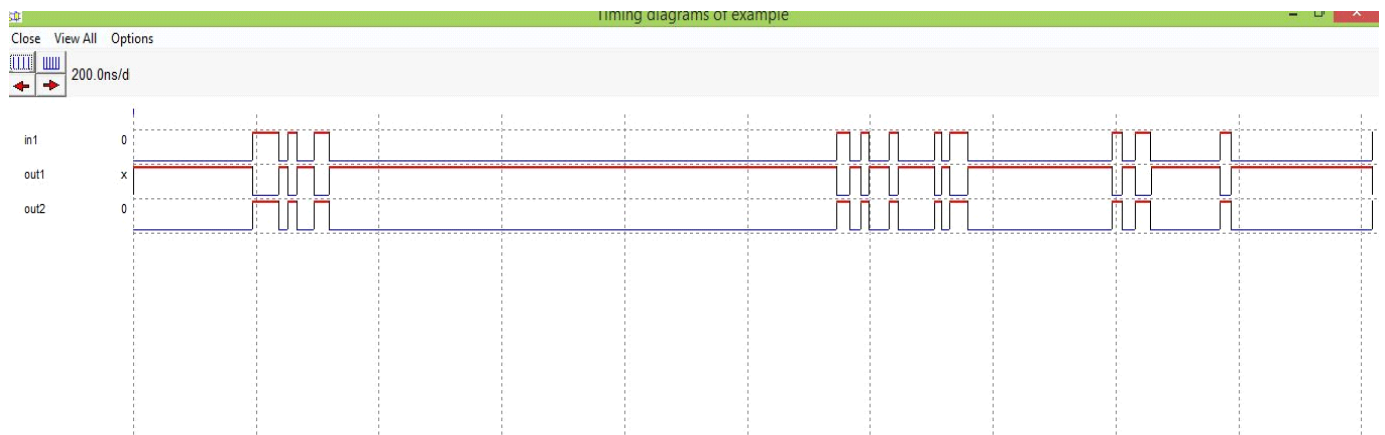 Timing diagrams of example
Close View All Options
200.0ns/d
in1 0
out1 x
out2 0